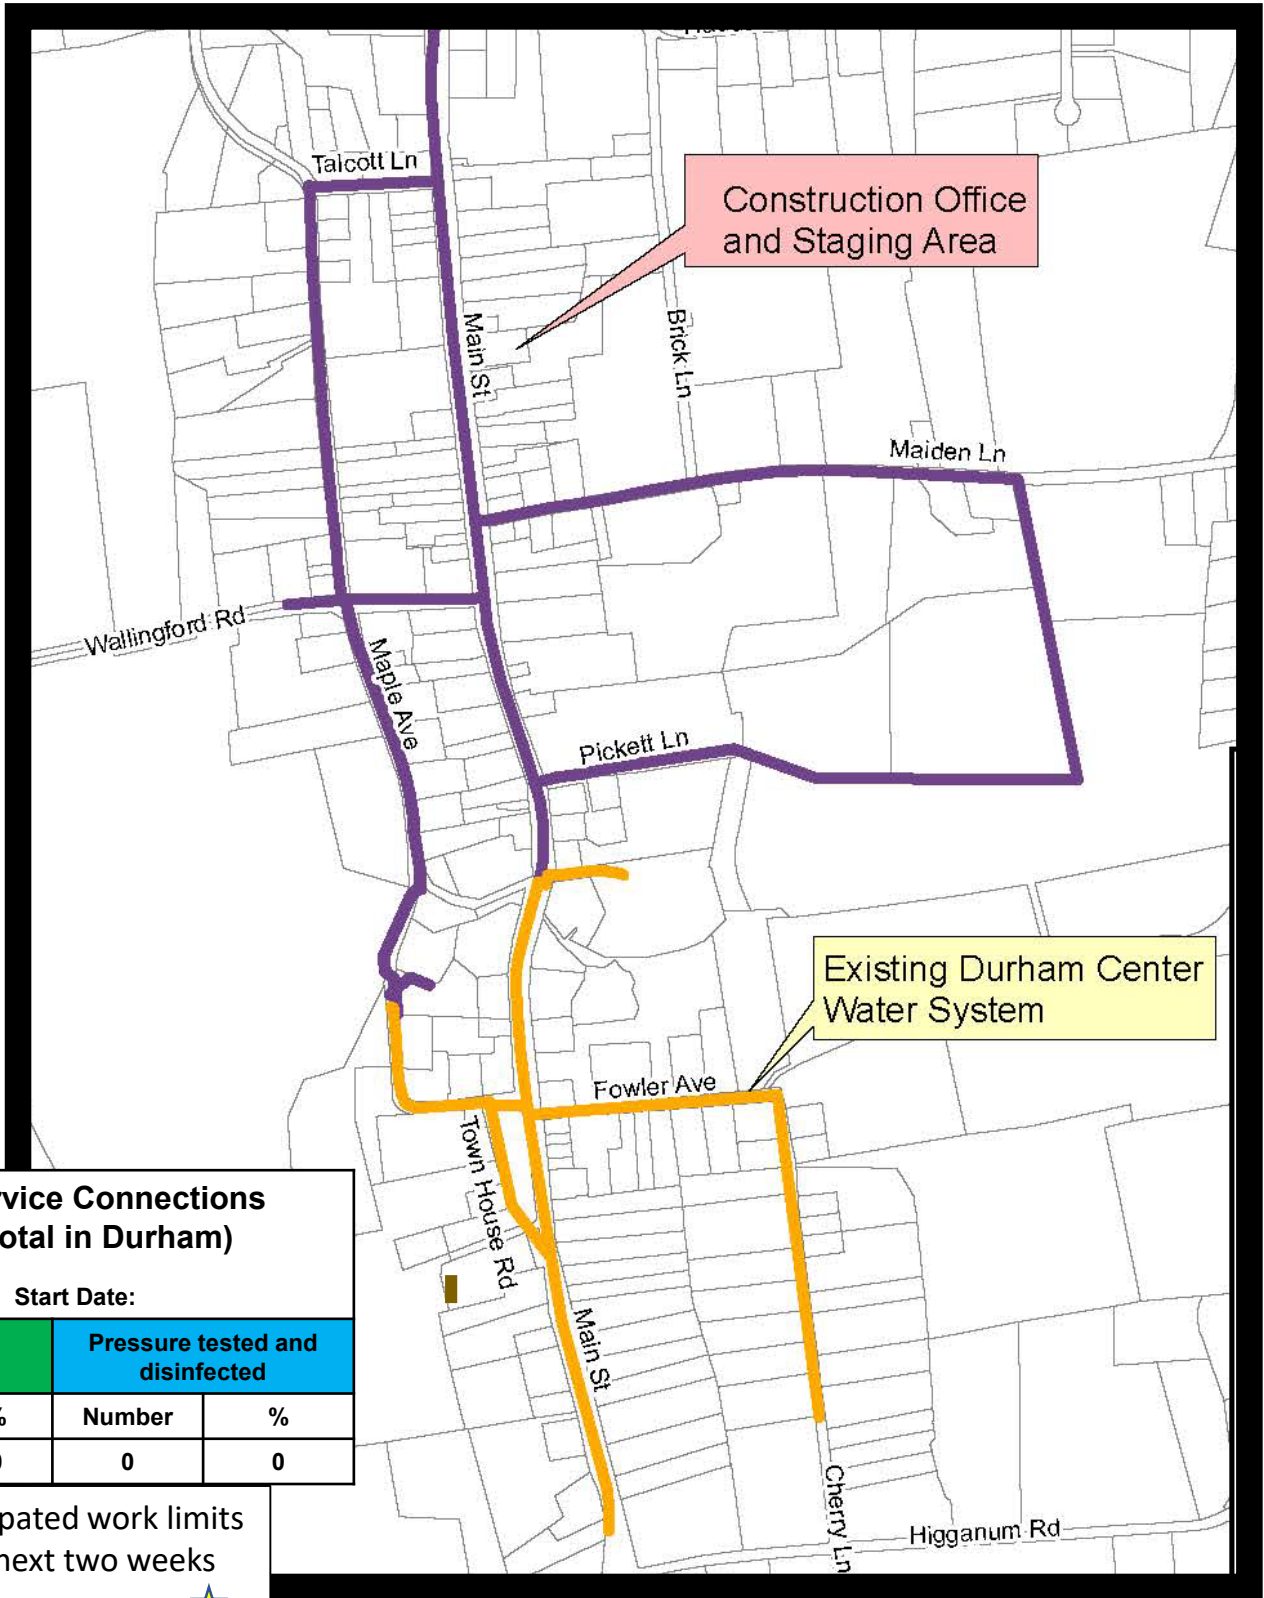 Talcott Ln
Construction Office
and Staging Area
Main St
Brick Ln
Maiden Ln
Wallingford Rd
Maple Ave
Pickett Ln
Existing Durham Center
Water System
Fowler Ave
Town House Rd
Main St
Cherry Ln
Higganum Rd
vice Connections
otal in Durham)
Start Date:
Pressure tested and
disinfected
% Number %
0 0
pated work limits
next two weeks